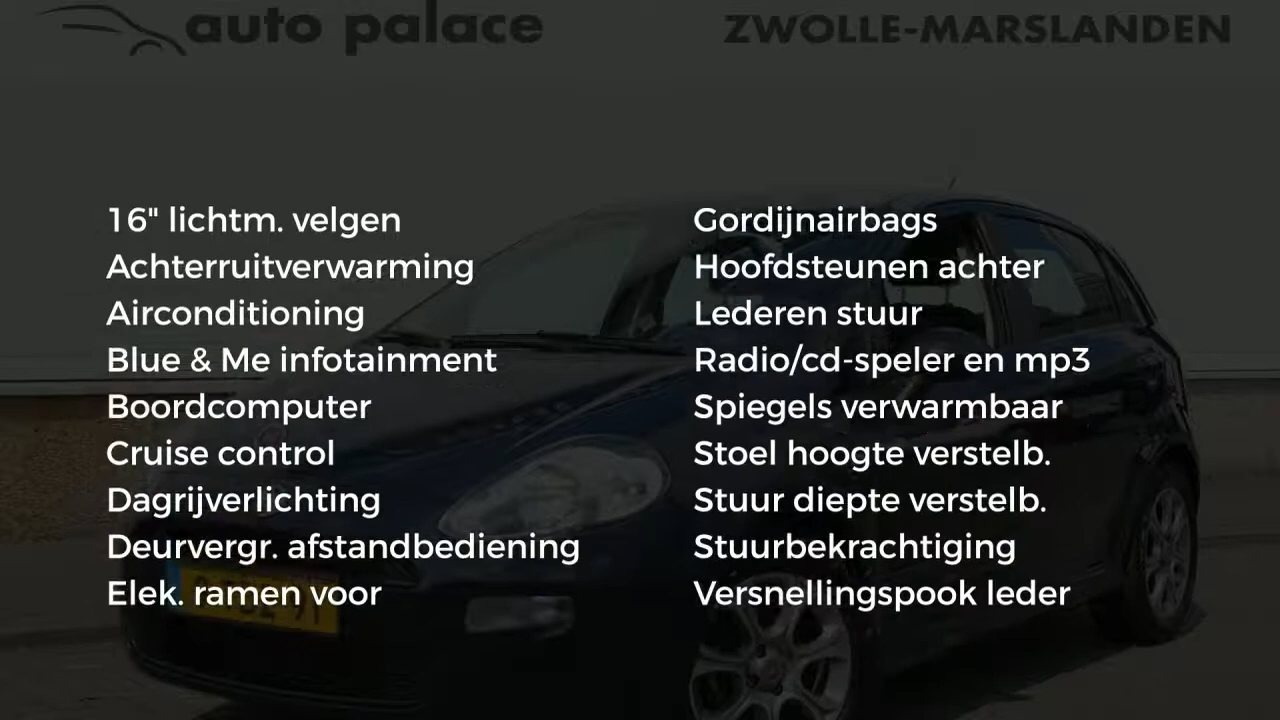 auto palace
ZWOLLE-MARSLANDEN
16" lichtm. velgen
Achterruitverwarming
Airconditioning
Blue & Me infotainment
Boordcomputer
Cruise control
Dagrijverlichting
Deurvergr. afstandbediening
Elek. ramen voor
Gordijnairbags
Hoofdsteunen achter
Lederen stuur
Radio/cd-speler en mp3
Spiegels verwarmbaar
Stoel hoogte verstelb.
Stuur diepte verstelb.
Stuurbekrachtiging
Versnellingspook leder